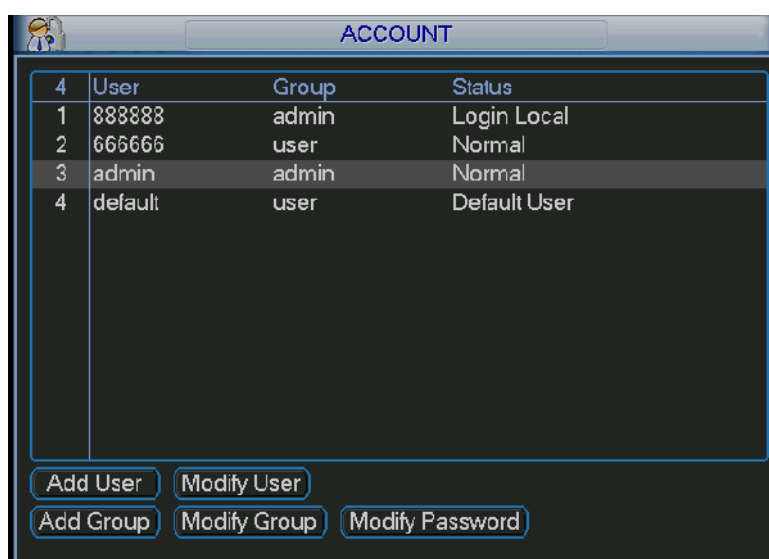 ACCOUNT
4 User Group Status
1 888888 admin Login Local
2 666666 user Normal
3 admin admin Normal
4 default user Default User
Add User Modify User
Add Group Modify Group Modify Password